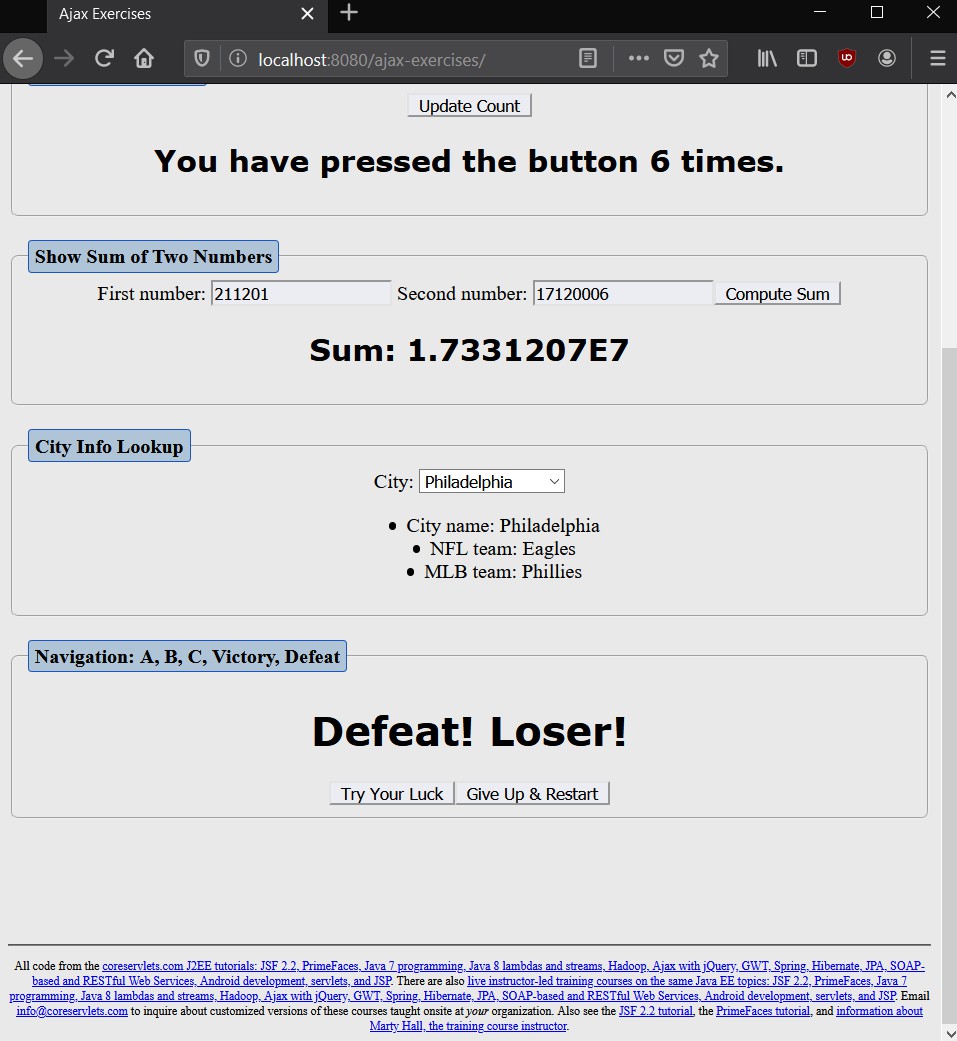 Ajax Exercises
localhost:8080/ajax-exercises/
Update Count
You have pressed the button 6 times.
Show Sum of Two Numbers
First number: 211201 Second number: 17120006 Compute Sum
Sum: 1.7331207E7
City Info Lookup
City: Philadelphia
• City name: Philadelphia
• NFL team: Eagles
• MLB team: Phillies
Navigation: A, B, C, Victory, Defeat
Defeat! Loser!
Try Your Luck Give Up & Restart
All code from the coreservlets.com J2EE tutorials: JSF 2.2, PrimeFaces, Java 7 programming, Java 8 lambdas and streams, Hadoop, Ajax with jQuery, GWT, Spring, Hibernate, JPA, SOAP-
based and RESTful Web Services, Android development, servlets, and JSP. There are also live instructor-led training courses on the same Java EE topics: JSF 2.2, PrimeFaces, Java 7
programming, Java 8 lambdas and streams, Hadoop, Ajax with jQuery, GWT, Spring, Hibernate, JPA, SOAP-based and RESTful Web Services, Android development, servlets, and JSP. Email
info@coreservlets.com to inquire about customized versions of these courses taught onsite at your organization. Also see the JSF 2.2 tutorial, the PrimeFaces tutorial, and information about
Marty Hall, the training course instructor.